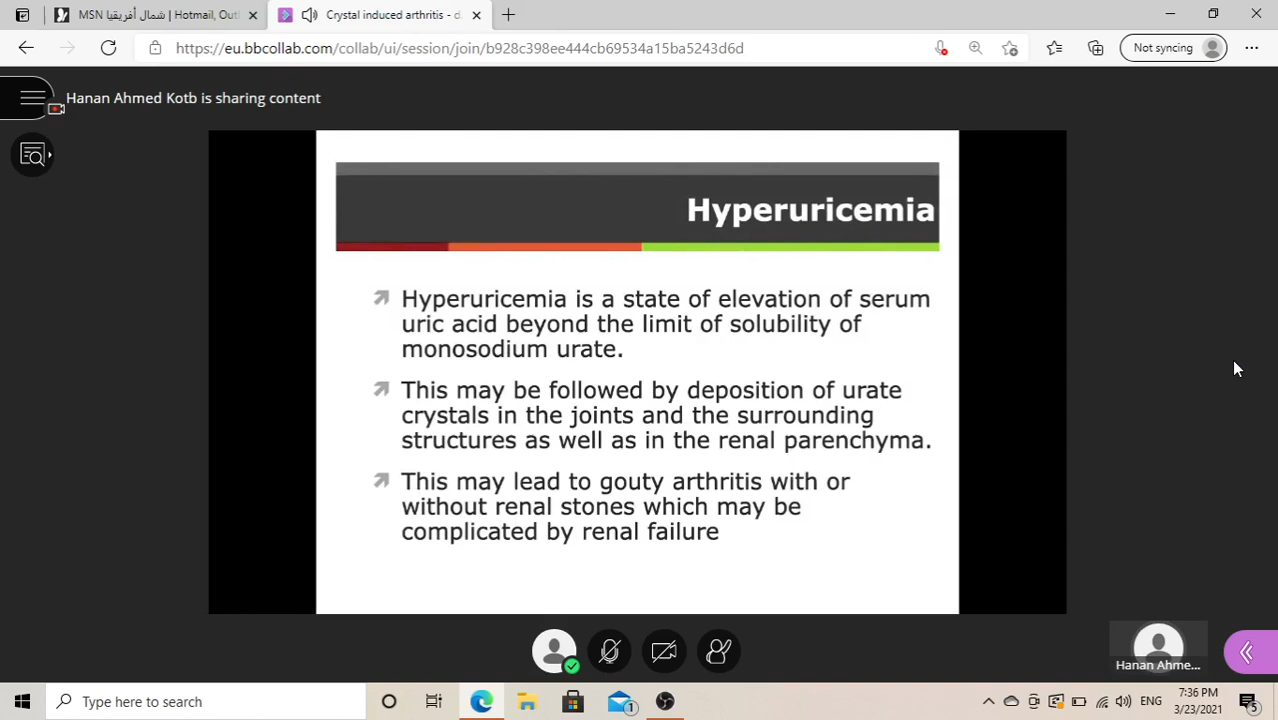 MSN شمال أفريقيا | Hotmail, Outl
Crystal induced arthritis - d
https://eu.bbcollab.com/collab/ui/session/join/b928c398ee444cb69534a15ba5243d6d
Not syncing
Hanan Ahmed Kotb is sharing content
Hyperuricemia
Hyperuricemia is a state of elevation of serum
uric acid beyond the limit of solubility of
monosodium urate.
This may be followed by deposition of urate
crystals in the joints and the surrounding
structures as well as in the renal parenchyma.
This may lead to gouty arthritis with or
without renal stones which may be
complicated by renal failure
Hanan Ahme...
Type here to search
1
ENG
7:36 PM
3/23/2021
5